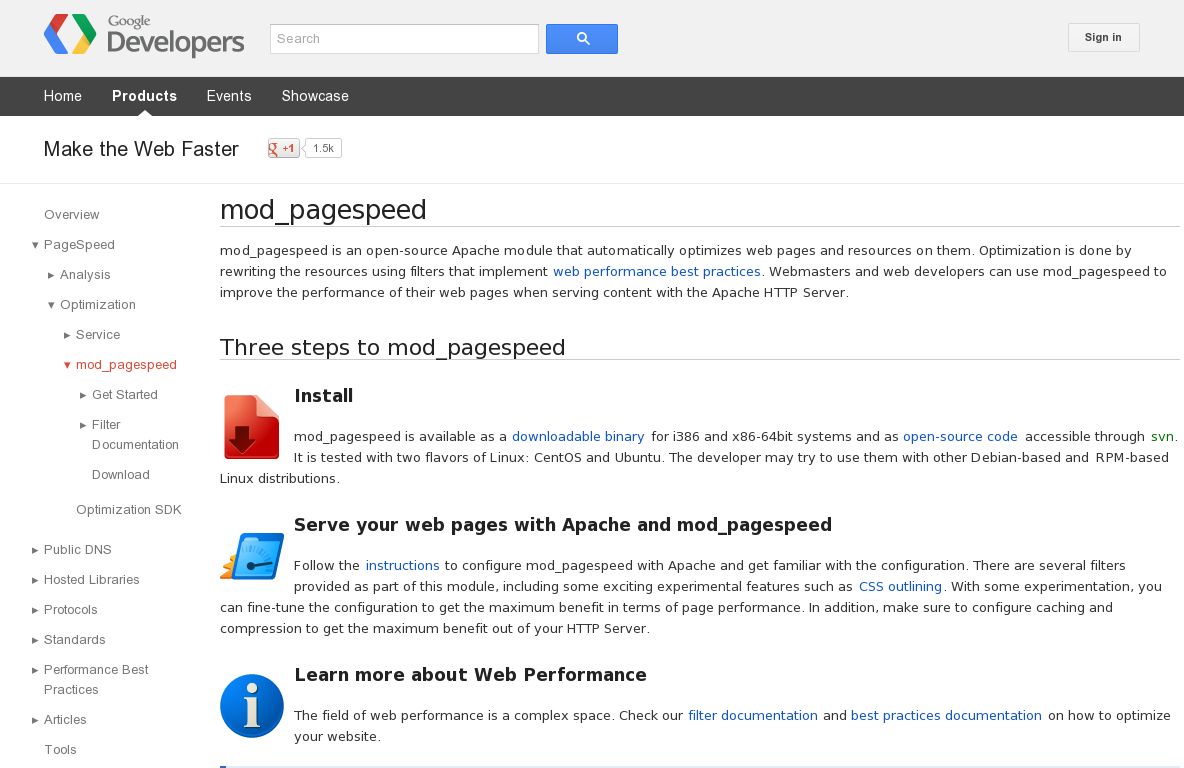 Google
Developers
Search
Sign in
Home Products Events Showcase
Make the Web Faster
g +1 1.5k
Overview
PageSpeed
Analysis
Optimization
Service
mod_pagespeed
Get Started
Filter
Documentation
Download
Optimization SDK
Public DNS
Hosted Libraries
Protocols
Standards
Performance Best
Practices
Articles
Tools
mod_pagespeed
mod_pagespeed is an open-source Apache module that automatically optimizes web pages and resources on them. Optimization is done by
rewriting the resources using filters that implement web performance best practices. Webmasters and web developers can use mod_pagespeed to
improve the performance of their web pages when serving content with the Apache HTTP Server.
Three steps to mod_pagespeed
Install
mod_pagespeed is available as a downloadable binary for i386 and x86-64bit systems and as open-source code accessible through svn.
It is tested with two flavors of Linux: CentOS and Ubuntu. The developer may try to use them with other Debian-based and RPM-based
Linux distributions.
Serve your web pages with Apache and mod_pagespeed
Follow the instructions to configure mod_pagespeed with Apache and get familiar with the configuration. There are several filters
provided as part of this module, including some exciting experimental features such as CSS outlining. With some experimentation, you
can fine-tune the configuration to get the maximum benefit in terms of page performance. In addition, make sure to configure caching and
compression to get the maximum benefit out of your HTTP Server.
Learn more about Web Performance
The field of web performance is a complex space. Check our filter documentation and best practices documentation on how to optimize
your website.